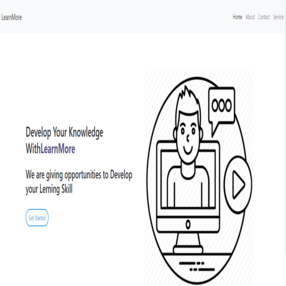 LearnMore
Home About Contact Service
Develop Your Knowledge
WithLearnMore
We are giving opportunities to Develop
your Lerning Skill
Get Started